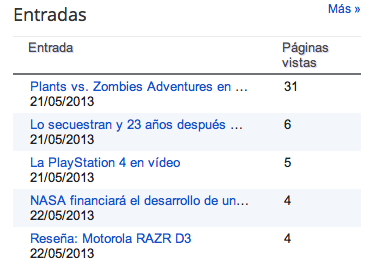 Entradas
Más »
Entrada
Páginas vistas
Plants vs. Zombies Adventures en …
31
21/05/2013
Lo secuestran y 23 años después …
6
21/05/2013
La PlayStation 4 en vídeo
5
21/05/2013
NASA financiará el desarrollo de un…
4
22/05/2013
Reseña: Motorola RAZR D3
4
22/05/2013